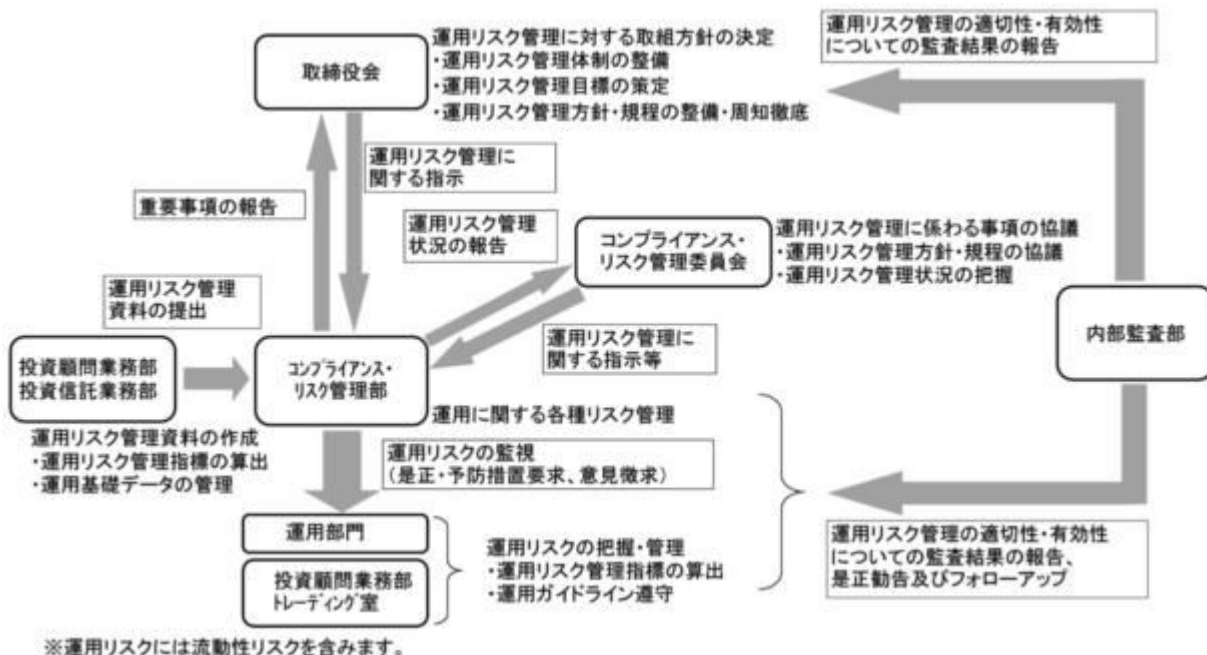 運用リスク管理に対する取組方針の決定
・運用リスク管理体制の整備
・運用リスク管理目標の策定
・運用リスク管理方針・規程の整備・周知徹底
取締役会
運用リスク管理の適切性・有効性
についての監査結果の報告
運用リスク管理に
関する指示
重要事項の報告
運用リスク管理
状況の報告
コンプライアンス・
リスク管理委員会
運用リスク管理に係わる事項の協議
・運用リスク管理方針・規程の協議
・運用リスク管理状況の把握
運用リスク管理
資料の提出
運用リスク管理に
関する指示等
内部監査部
投資顧問業務部
投資信託業務部
コンプライアンス・
リスク管理部
運用に関する各種リスク管理
運用リスク管理資料の作成
・運用リスク管理指標の算出
・運用基礎データの管理
運用リスクの監視
(是正・予防措置要求、意見徴求)
運用部門
投資顧問業務部
トレーディング室
運用リスクの把握・管理
・運用リスク管理指標の算出
・運用ガイドライン遵守
運用リスク管理の適切性・有効性
についての監査結果の報告、
是正勧告及びフォローアップ
※運用リスクには流動性リスクを含みます。